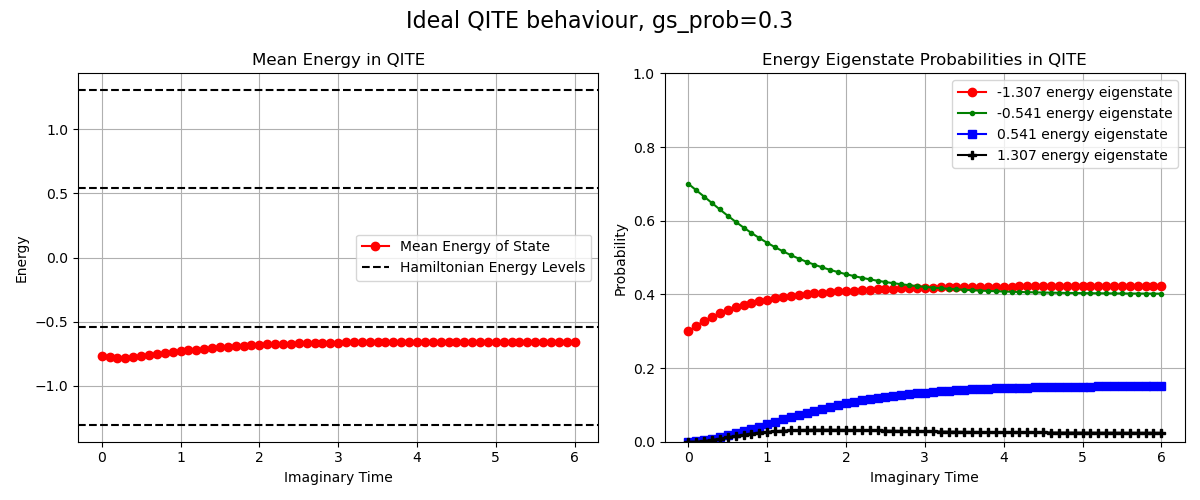 Ideal QITE behaviour, gs_prob=0.3
Mean Energy in QITE
Energy
1.0
0.5
0.0
−0.5
−1.0
Mean Energy of State
Hamiltonian Energy Levels
0 1 2 3 4 5 6
Imaginary Time
Energy Eigenstate Probabilities in QITE
Probability
1.0
0.8
0.6
0.4
0.2
0.0
-1.307 energy eigenstate
-0.541 energy eigenstate
0.541 energy eigenstate
1.307 energy eigenstate
0 1 2 3 4 5 6
Imaginary Time